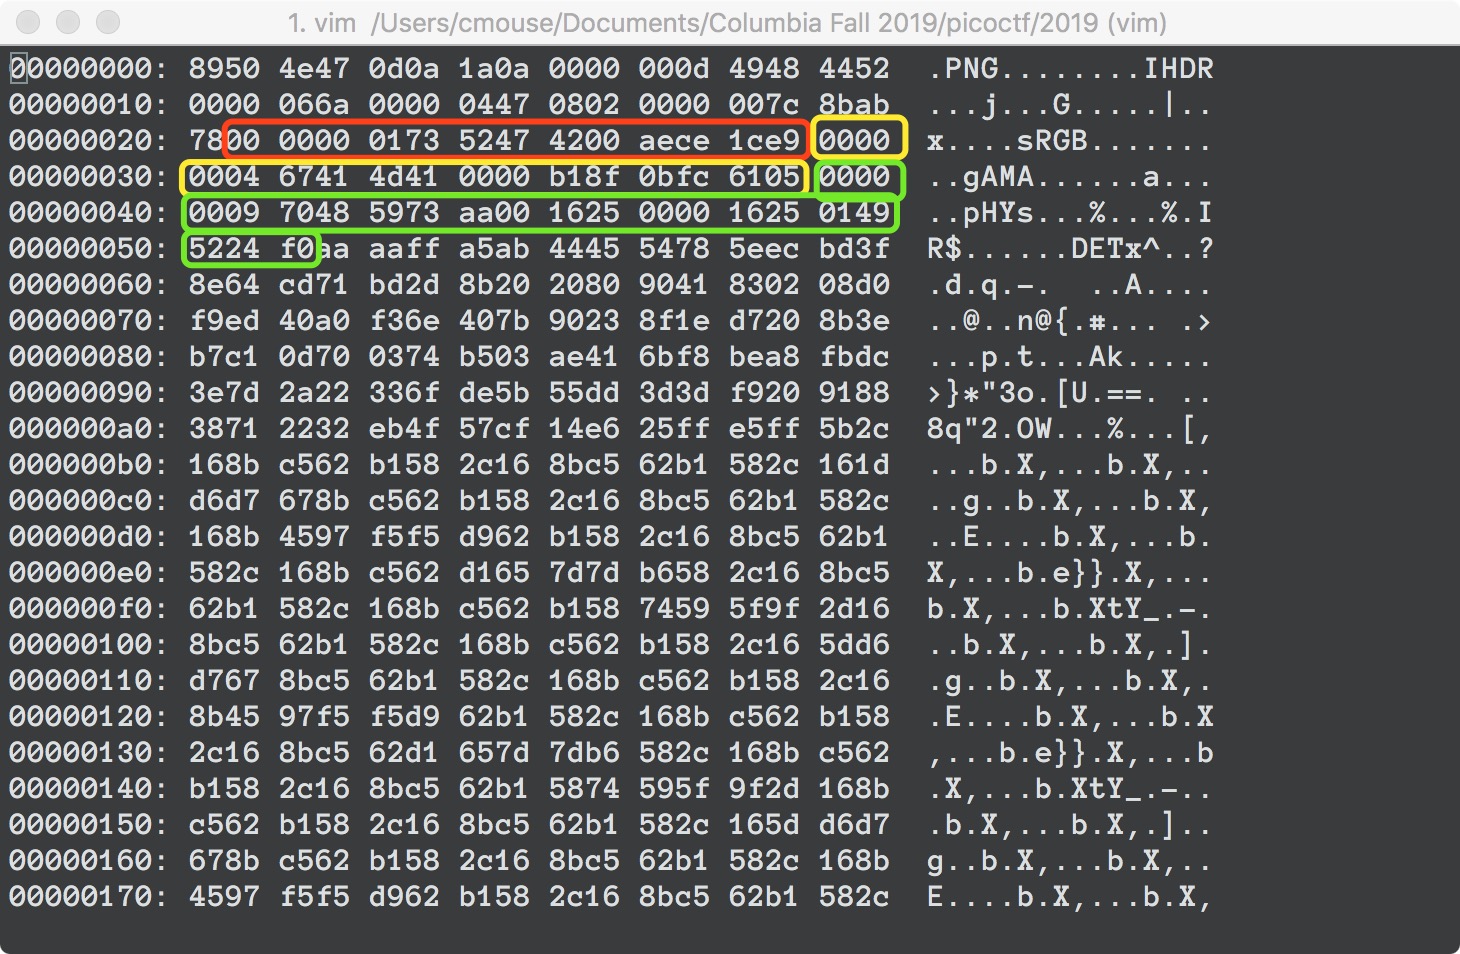 1. vim  /Users/cmouse/Documents/Columbia Fall 2019/picoctf/2019 (vim)
00000000: 8950 4e47 0d0a 1a0a 0000 000d 4948 4452  .PNG........IHDR
00000010: 0000 066a 0000 0447 0802 0000 007c 8bab  ...j...G.....|..
00000020: 7800 0000 0173 5247 4200 aece 1ce9 0000  x....sRGB.......
00000030: 0004 6741 4d41 0000 b18f 0bfc 6105 0000  ..gAMA......a...
00000040: 0009 7048 5973 aa00 1625 0000 1625 0149  ..pHYs...%...%.I
00000050: 5224 f0aa aaff a5ab 4445 5478 5eec bd3f  R$......DETx^..?
00000060: 8e64 cd71 bd2d 8b20 2080 9041 8302 08d0  .d.q.-.  ..A....
00000070: f9ed 40a0 f36e 407b 9023 8f1e d720 8b3e  ..@..n@{.#... .>
00000080: b7c1 0d70 0374 b503 ae41 6bf8 bea8 fbdc  ...p.t...Ak.....
00000090: 3e7d 2a22 336f de5b 55dd 3d3d f920 9188  >}*"3o.[U.==. ..
000000a0: 3871 2232 eb4f 57cf 14e6 25ff e5ff 5b2c  8q"2.OW...%...[,
000000b0: 168b c562 b158 2c16 8bc5 62b1 582c 161d  ...b.X,...b.X,..
000000c0: d6d7 678b c562 b158 2c16 8bc5 62b1 582c  ..g..b.X,...b.X,
000000d0: 168b 4597 f5f5 d962 b158 2c16 8bc5 62b1  ..E....b.X,...b.
000000e0: 582c 168b c562 d165 7d7d b658 2c16 8bc5  X,...b.e}}.X,...
000000f0: 62b1 582c 168b c562 b158 7459 5f9f 2d16  b.X,...b.XtY_.-.
00000100: 8bc5 62b1 582c 168b c562 b158 2c16 5dd6  ..b.X,...b.X,.].
00000110: d767 8bc5 62b1 582c 168b c562 b158 2c16  .g..b.X,...b.X,.
00000120: 8b45 97f5 f5d9 62b1 582c 168b c562 b158  .E....b.X,...b.X
00000130: 2c16 8bc5 62d1 657d 7db6 582c 168b c562  ,...b.e}}.X,...b
00000140: b158 2c16 8bc5 62b1 5874 595f 9f2d 168b  .X,...b.XtY_.-..
00000150: c562 b158 2c16 8bc5 62b1 582c 165d d6d7  .b.X,...b.X,.]..
00000160: 678b c562 b158 2c16 8bc5 62b1 582c 168b  g..b.X,...b.X,..
00000170: 4597 f5f5 d962 b158 2c16 8bc5 62b1 582c  E....b.X,...b.X,